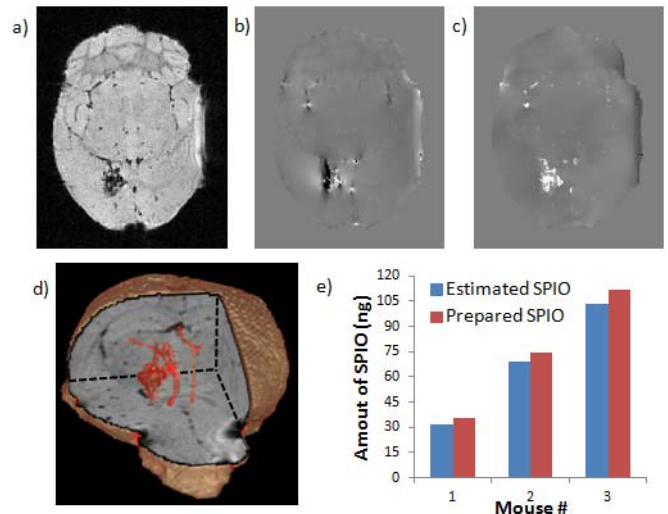 a)
b)
c)
d)
e)
120
105
90
75
60
45
30
15
0
Amout of SPIO (ng)
Estimated SPIO
Prepared SPIO
1 2 3
Mouse #